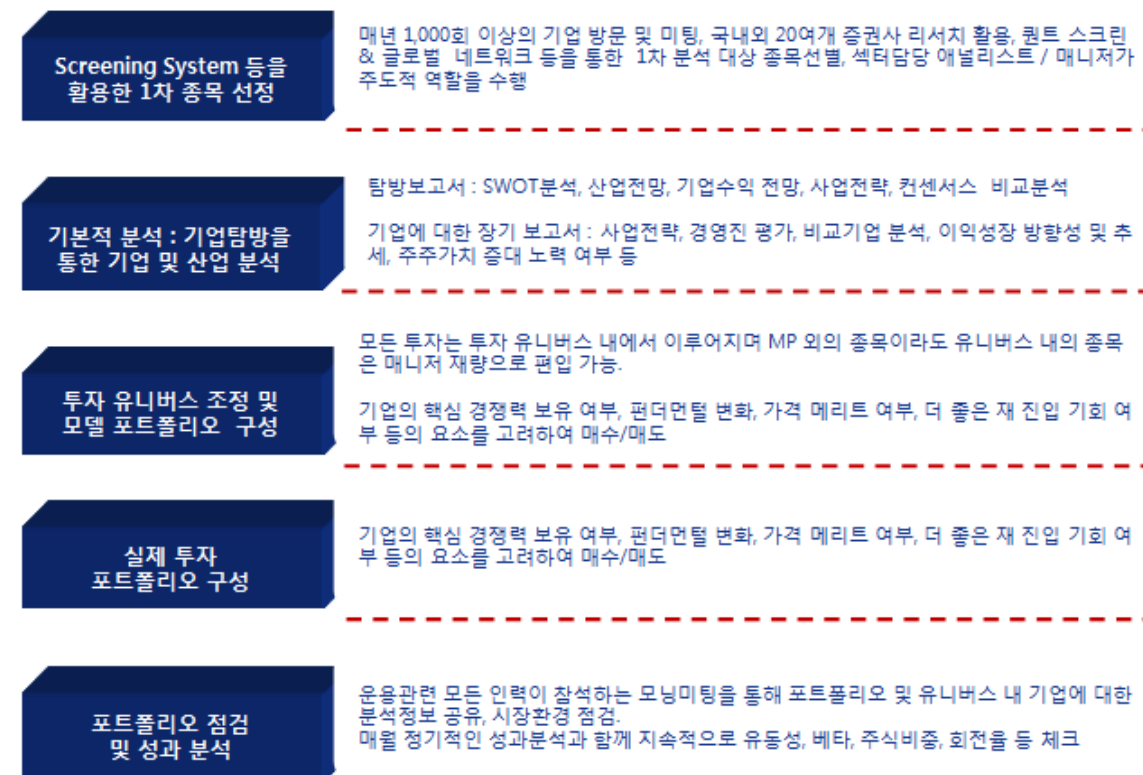 Screening System 등을
활용한 1차 종목 선정
매년 1,000회 이상의 기업 방문 및 미팅, 국내외 20여개 증권사 리서치 활용, 퀀트 스크린
& 글로벌 네트워크 등을 통한 1차 분석 대상 종목선별, 섹터담당 애널리스트 / 매니저가
주도적 역할을 수행
기본적 분석 : 기업탐방을
통한 기업 및 산업 분석
탐방보고서 : SWOT분석, 산업전망, 기업수익 전망, 사업전략, 컨센서스 비교분석
기업에 대한 장기 보고서 : 사업전략, 경영진 평가, 비교기업 분석, 이익성장 방향성 및 추
세, 주주가치 증대 노력 여부 등
투자 유니버스 조정 및
모델 포트폴리오 구성
모든 투자는 투자 유니버스 내에서 이루어지며 MP 외의 종목이라도 유니버스 내의 종목
은 매니저 재량으로 편입 가능.
기업의 핵심 경쟁력 보유 여부, 펀더먼털 변화, 가격 메리트 여부, 더 좋은 재 진입 기회 여
부 등의 요소를 고려하여 매수/매도
실제 투자
포트폴리오 구성
기업의 핵심 경쟁력 보유 여부, 펀더먼털 변화, 가격 메리트 여부, 더 좋은 재 진입 기회 여
부 등의 요소를 고려하여 매수/매도
포트폴리오 점검
및 성과 분석
운용관련 모든 인력이 참석하는 모닝미팅을 통해 포트폴리오 및 유니버스 내 기업에 대한
분석정보 공유, 시장환경 점검.
매월 정기적인 성과분석과 함께 지속적으로 유동성, 베타, 주식비중, 회전율 등 체크